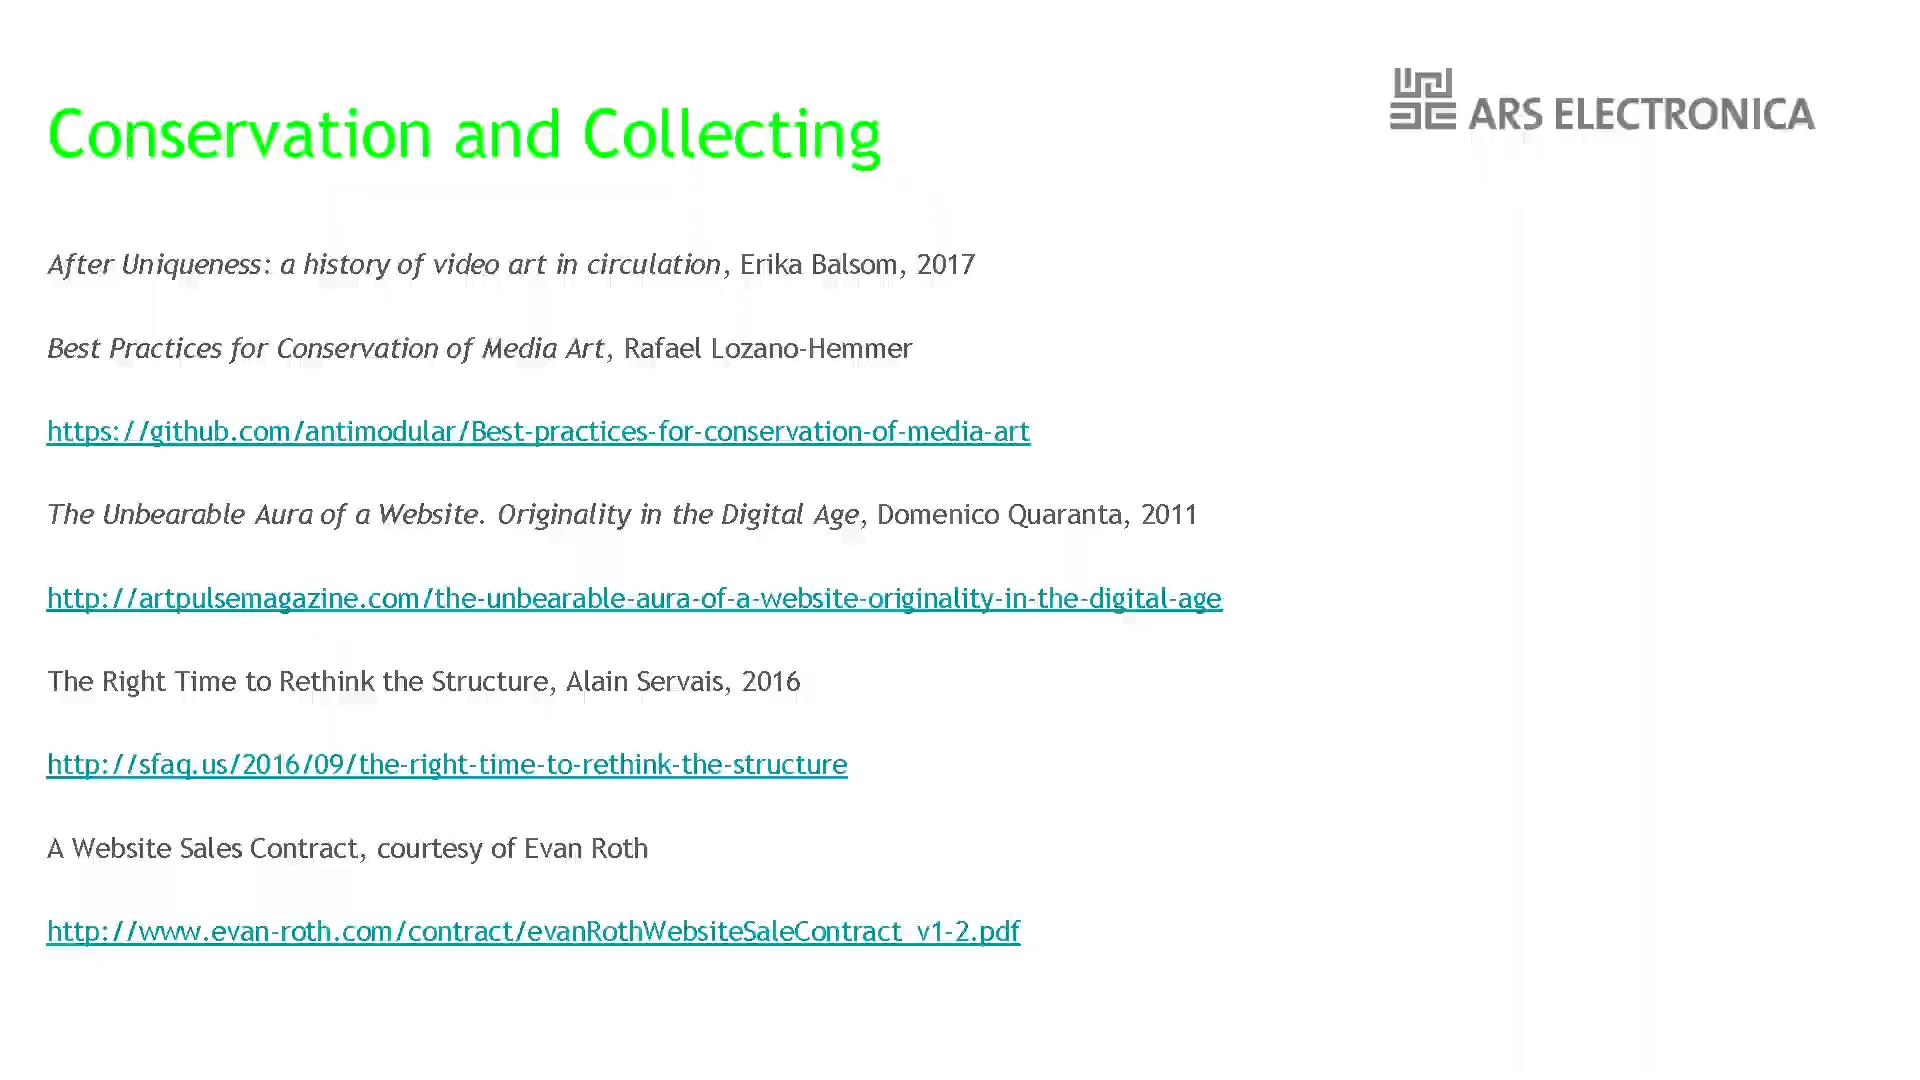 Conservation and Collecting
ARS ELECTRONICA
After Uniqueness: a history of video art in circulation, Erika Balsom, 2017
Best Practices for Conservation of Media Art, Rafael Lozano-Hemmer
https://github.com/antimodular/Best-practices-for-conservation-of-media-art
The Unbearable Aura of a Website. Originality in the Digital Age, Domenico Quaranta, 2011
http://artpulsemagazine.com/the-unbearable-aura-of-a-website-originality-in-the-digital-age
The Right Time to Rethink the Structure, Alain Servais, 2016
http://sfaq.us/2016/09/the-right-time-to-rethink-the-structure
A Website Sales Contract, courtesy of Evan Roth
http://www.evan-roth.com/contract/evanRothWebsiteSaleContract_v1-2.pdf